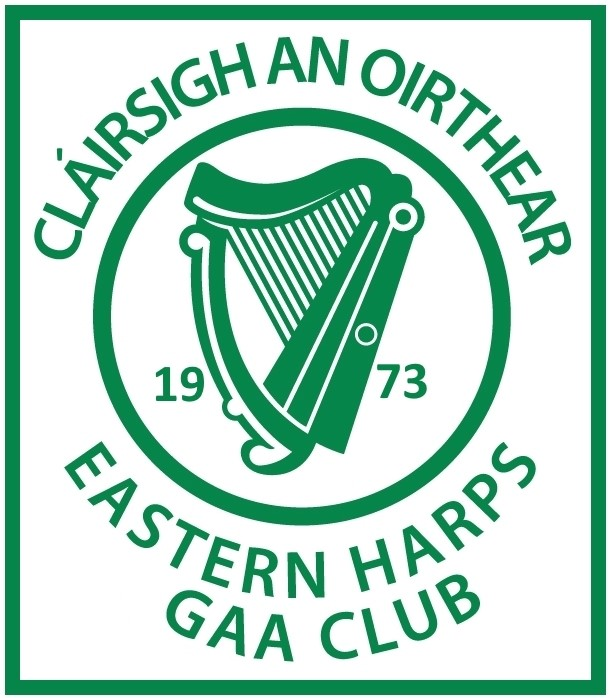 CLÁIRSIGH AN OIRTHEAR
19 73
EASTERN HARPS
GAA CLUB